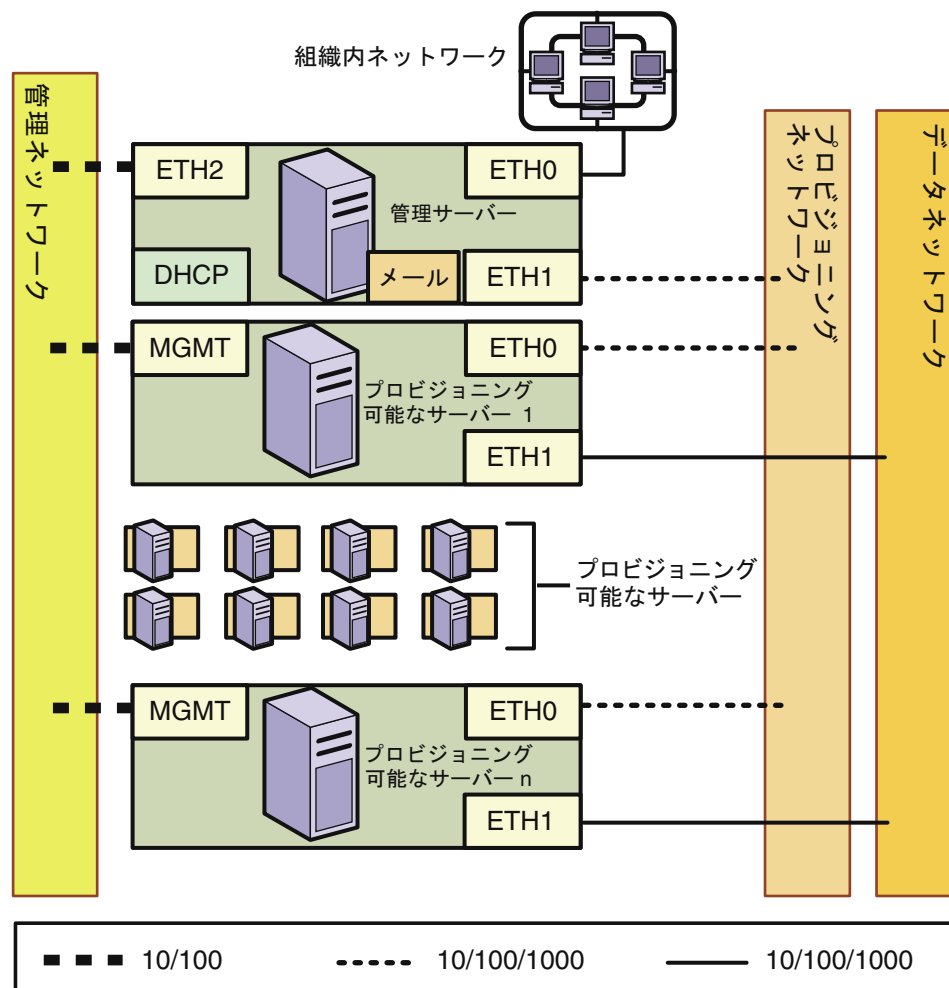 組織内ネットワーク
管理ネットワーク
プロビジョニング
ネットワーク
データネットワーク
ETH2
ETH0
管理サーバー
DHCP
メール
ETH1
MGMT
ETH0
プロビジョニング
可能なサーバー 1
ETH1
プロビジョニング
可能なサーバー
MGMT
ETH0
プロビジョニング
可能なサーバー n
ETH1
10/100
10/100/1000
10/100/1000